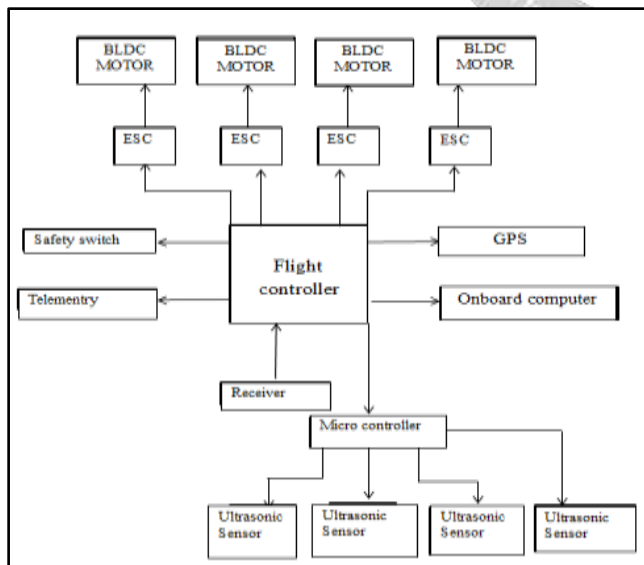 BLDC
MOTOR
BLDC
MOTOR
BLDC
MOTOR
BLDC
MOTOR
ESC
ESC
ESC
ESC
Safety switch
GPS
Flight
controller
Telementry
Onboard computer
Receiver
Micro controller
Ultrasonic
Sensor
Ultrasonic
Sensor
Ultrasonic
Sensor
Ultrasonic
Sensor